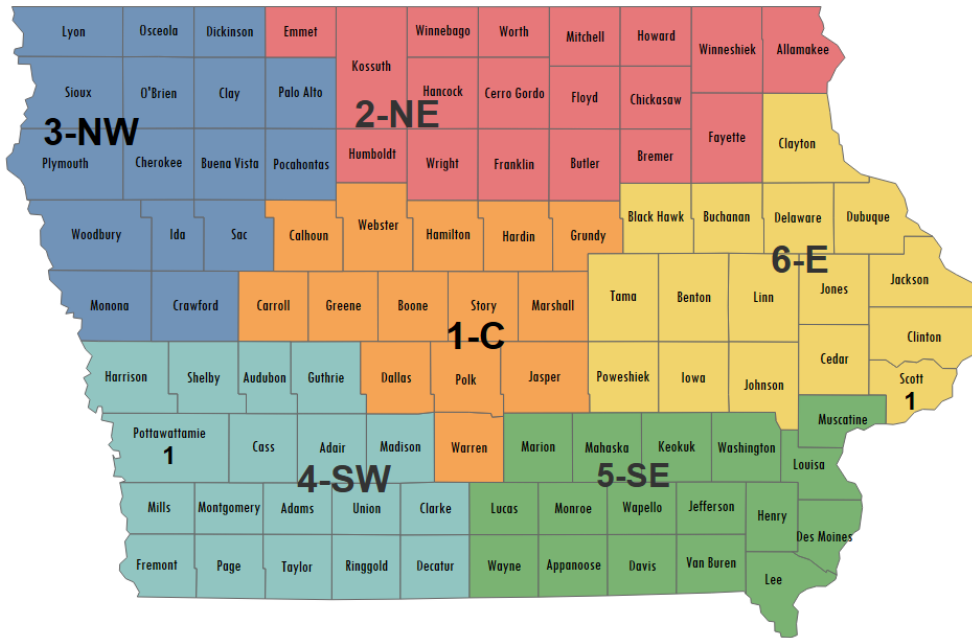 Lyon
Osceola
Dickinson
Emmet
Winnebago
Worth
Mitchell
Howard
Winneshiek
Allamakee
Kossuth
Sioux
O'Brien
Clay
Palo Alto
Hancock
Cerro Gordo
Floyd
Chickasaw
2-NE
3-NW
Fayette
Clayton
Plymouth
Cherokee
Buena Vista
Pocahontas
Humboldt
Wright
Franklin
Butler
Bremer
Woodbury
Ida
Sac
Calhoun
Webster
Hamilton
Hardin
Grundy
Black Hawk
Buchanan
Delaware
Dubuque
6-E
Monona
Crawford
Carroll
Greene
Boone
Story
Marshall
Tama
Benton
Linn
Jones
Jackson
1-C
Clinton
Harrison
Shelby
Audubon
Guthrie
Dallas
Polk
Jasper
Poweshiek
Iowa
Johnson
Cedar
Scott
1
Muscatine
Pottawattamie
1
Cass
Adair
Madison
Warren
Marion
Mahaska
Keokuk
Washington
Louisa
4-SW
5-SE
Mills
Montgomery
Adams
Union
Clarke
Lucas
Monroe
Wapello
Jefferson
Henry
Des Moines
Fremont
Page
Taylor
Ringgold
Decatur
Wayne
Appanoose
Davis
Van Buren
Lee